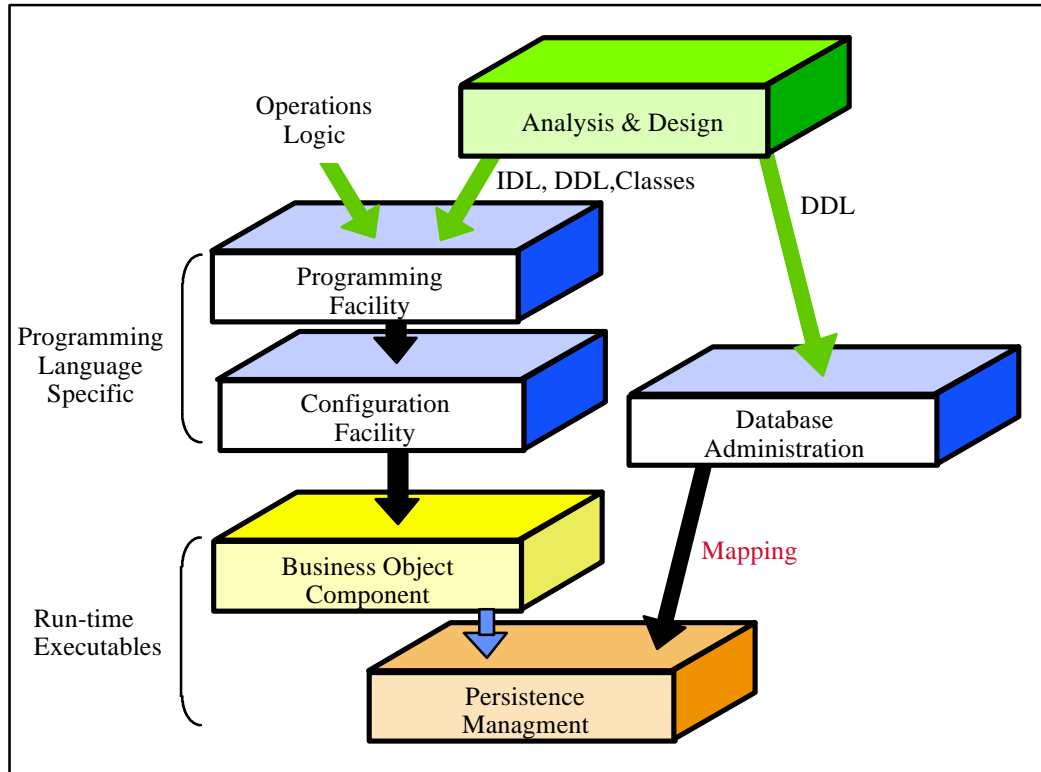 Analysis & Design
Operations
Logic
IDL, DDL,Classes
DDL
Programming
Facility
Programming
Language
Specific
Configuration
Facility
Database
Administration
Business Object
Component
Mapping
Run-time
Executables
Persistence
Managment